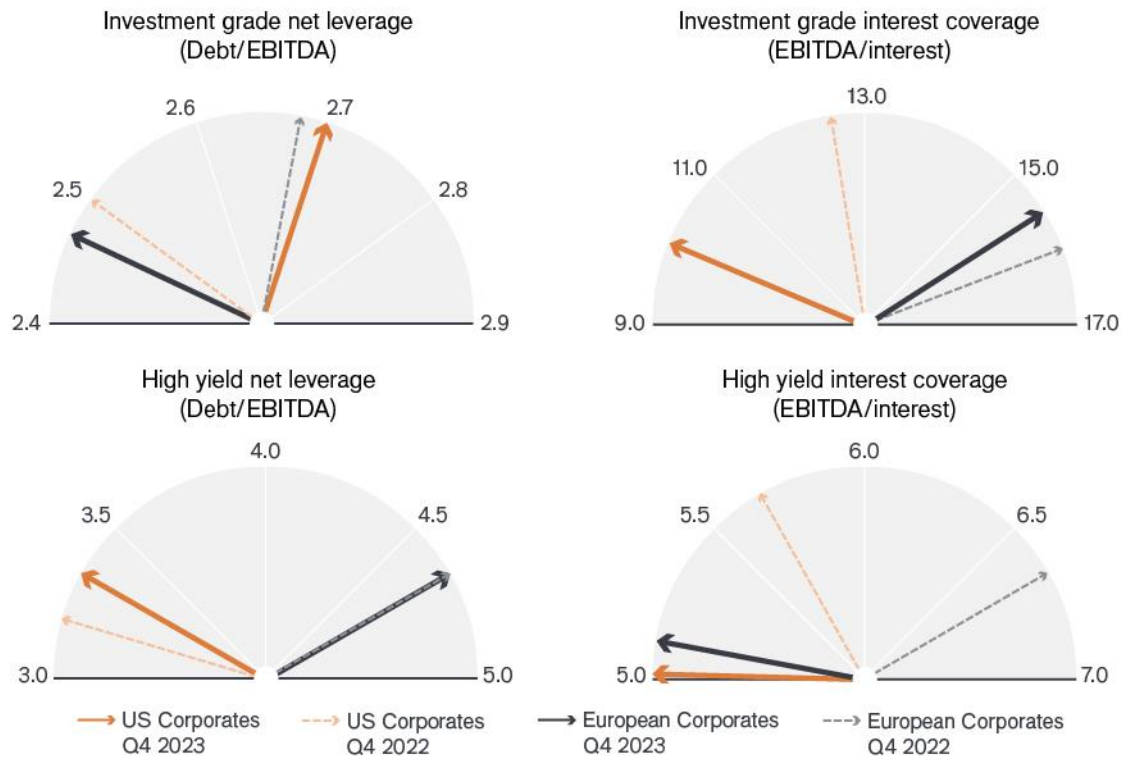 Investment grade net leverage
(Debt/EBITDA)
2.4
2.5
2.6
2.7
2.8
2.9
Investment grade interest coverage
(EBITDA/interest)
9.0
11.0
13.0
15.0
17.0
High yield net leverage
(Debt/EBITDA)
3.0
3.5
4.0
4.5
5.0
High yield interest coverage
(EBITDA/interest)
5.0
5.5
6.0
6.5
7.0
US Corporates
Q4 2023
US Corporates
Q4 2022
European Corporates
Q4 2023
European Corporates
Q4 2022